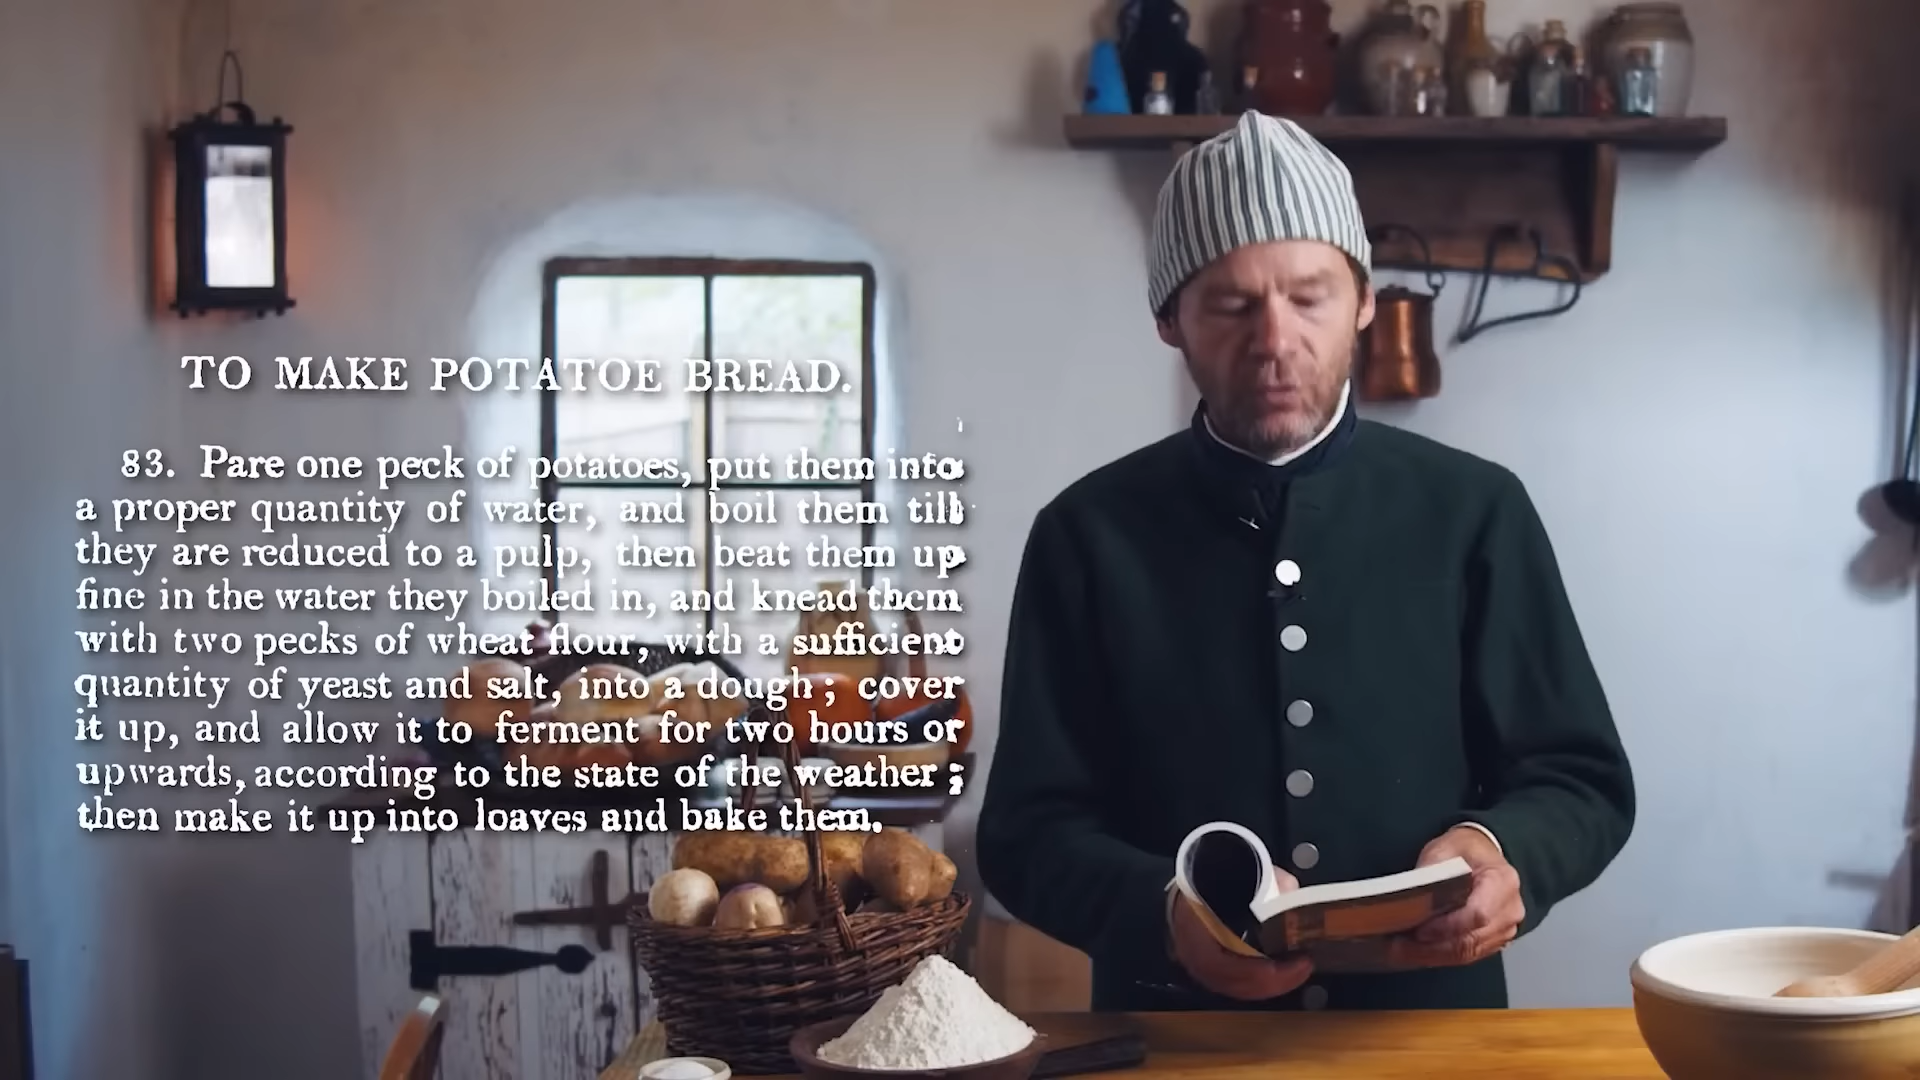 TO MAKE POTATOE BREAD.
83. Pare one peck of potatoes, put them into
a proper quantity of water, and boil them till
they are reduced to a pulp, then beat them up
fine in the water they boiled in, and knead them
with two pecks of wheat flour, with a sufficient
quantity of yeast and salt, into a dough; cover
it up, and allow it to ferment for two hours or
upwards, according to the state of the weather;
then make it up into loaves and bake them.